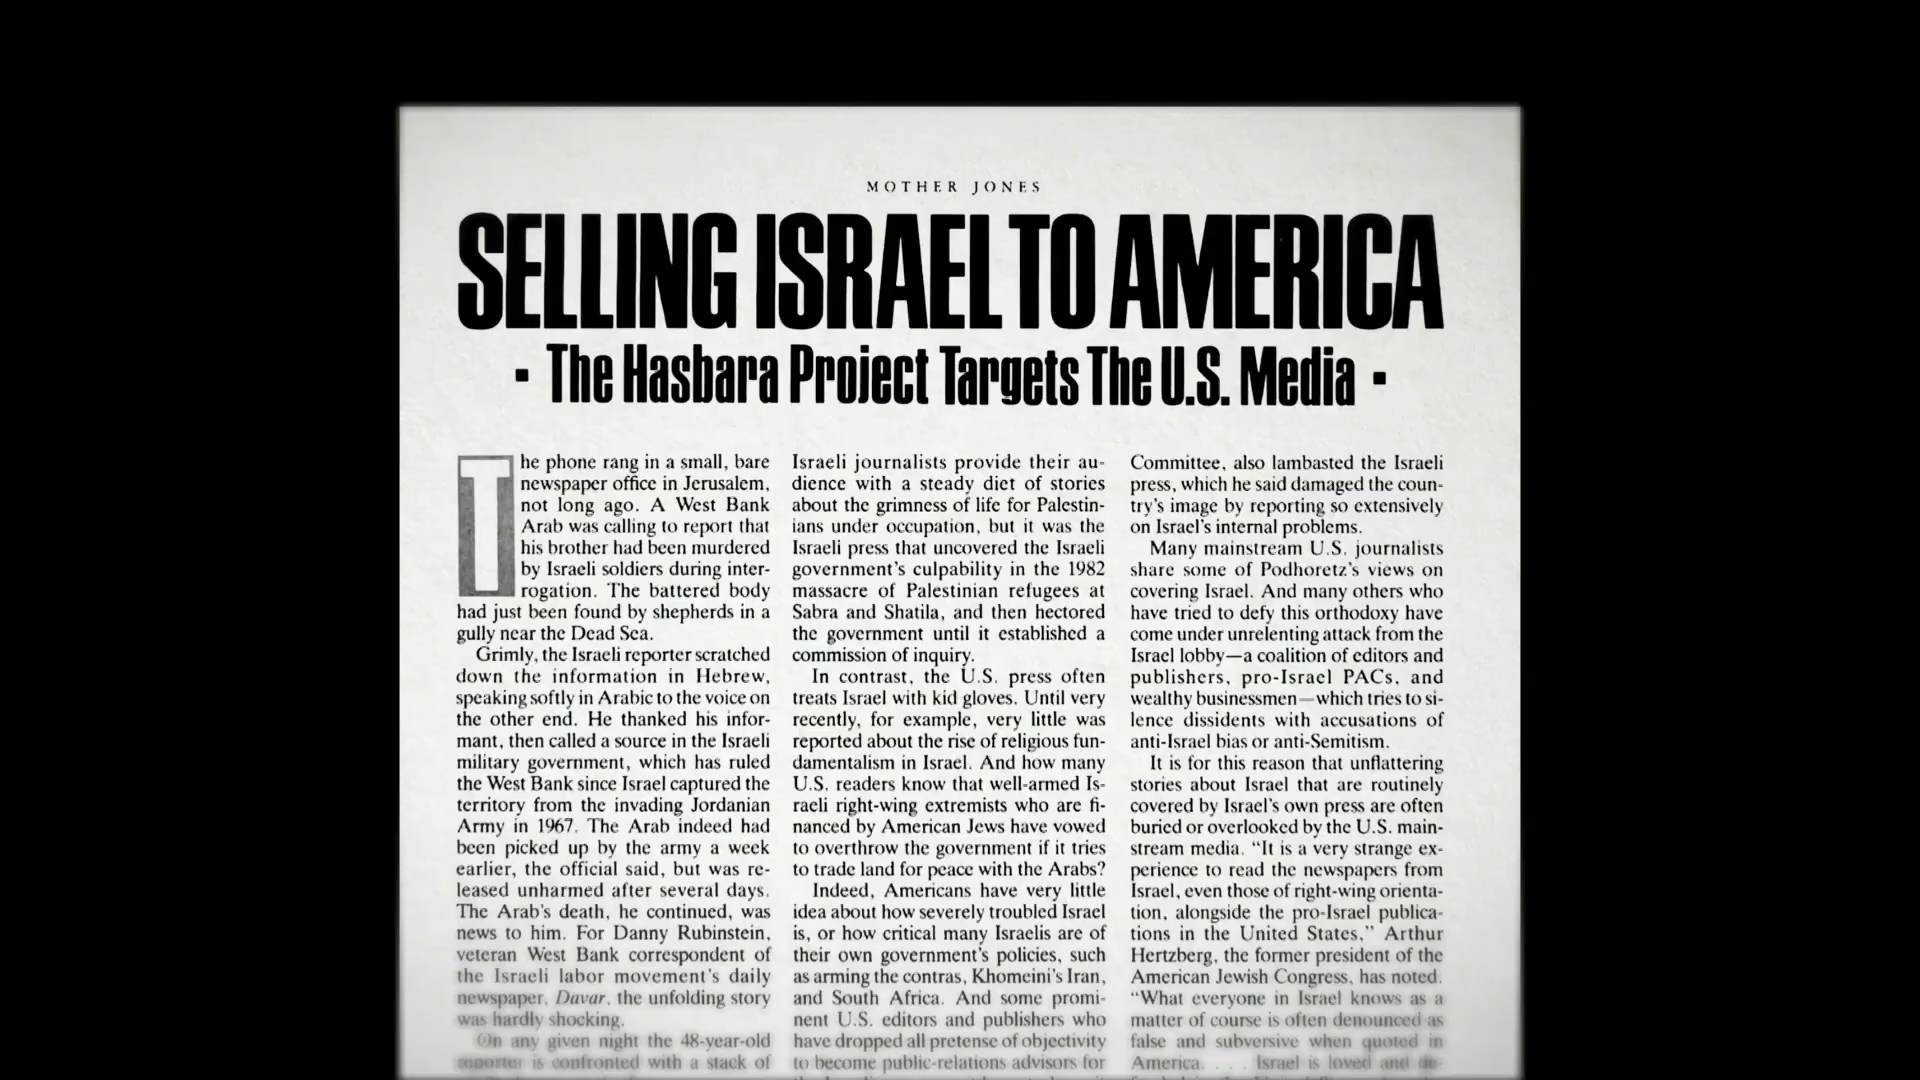 MOTHER JONES
SELLING ISRAEL TO AMERICA
▪ The Hasbara Project Targets The U.S. Media ▪
The phone rang in a small, bare
newspaper office in Jerusalem,
not long ago. A West Bank
Arab was calling to report that
his brother had been murdered
by Israeli soldiers during inter-
rogation. The battered body
had just been found by shepherds in a
gully near the Dead Sea.
Grimly, the Israeli reporter scratched
down the information in Hebrew,
speaking softly in Arabic to the voice on
the other end. He thanked his infor-
mant, then called a source in the Israeli
military government, which has ruled
the West Bank since Israel captured the
territory from the invading Jordanian
Army in 1967. The Arab indeed had
been picked up by the army a week
earlier, the official said, but was re-
leased unharmed after several days.
The Arab's death, he continued, was
news to him. For Danny Rubinstein,
veteran West Bank correspondent of
the Israeli labor movement's daily
newspaper, Davar, the unfolding story
was hardly shocking.
On any given night the 48-year-old
reporter is confronted with a stack of
Israeli journalists provide their au-
dience with a steady diet of stories
about the grimness of life for Palestin-
ians under occupation, but it was the
Israeli press that uncovered the Israeli
government's culpability in the 1982
massacre of Palestinian refugees at
Sabra and Shatila, and then hectored
the government until it established a
commission of inquiry.
In contrast, the U.S. press often
treats Israel with kid gloves. Until very
recently, for example, very little was
reported about the rise of religious fun-
damentalism in Israel. And how many
U.S. readers know that well-armed Is-
raeli right-wing extremists who are fi-
nanced by American Jews have vowed
to overthrow the government if it tries
to trade land for peace with the Arabs?
Indeed, Americans have very little
idea about how severely troubled Israel
is, or how critical many Israelis are of
their own government's policies, such
as arming the contras, Khomeini's Iran,
and South Africa. And some promi-
nent U.S. editors and publishers who
have dropped all pretense of objectivity
to become public-relations advisors for
Committee, also lambasted the Israeli
press, which he said damaged the coun-
try's image by reporting so extensively
on Israel's internal problems.
Many mainstream U.S. journalists
share some of Podhoretz's views on
covering Israel. And many others who
have tried to defy this orthodoxy have
come under unrelenting attack from the
Israel lobby—a coalition of editors and
publishers, pro-Israel PACs, and
wealthy businessmen—which tries to si-
lence dissidents with accusations of
anti-Israel bias or anti-Semitism.
It is for this reason that unflattering
stories about Israel that are routinely
covered by Israel's own press are often
buried or overlooked by the U.S. main-
stream media. "It is a very strange ex-
perience to read the newspapers from
Israel, even those of right-wing orienta-
tion, alongside the pro-Israel publica-
tions in the United States," Arthur
Hertzberg, the former president of the
American Jewish Congress, has noted.
"What everyone in Israel knows as a
matter of course is often denounced as
false and subversive when quoted in
America. . . . Israel is loved and de-